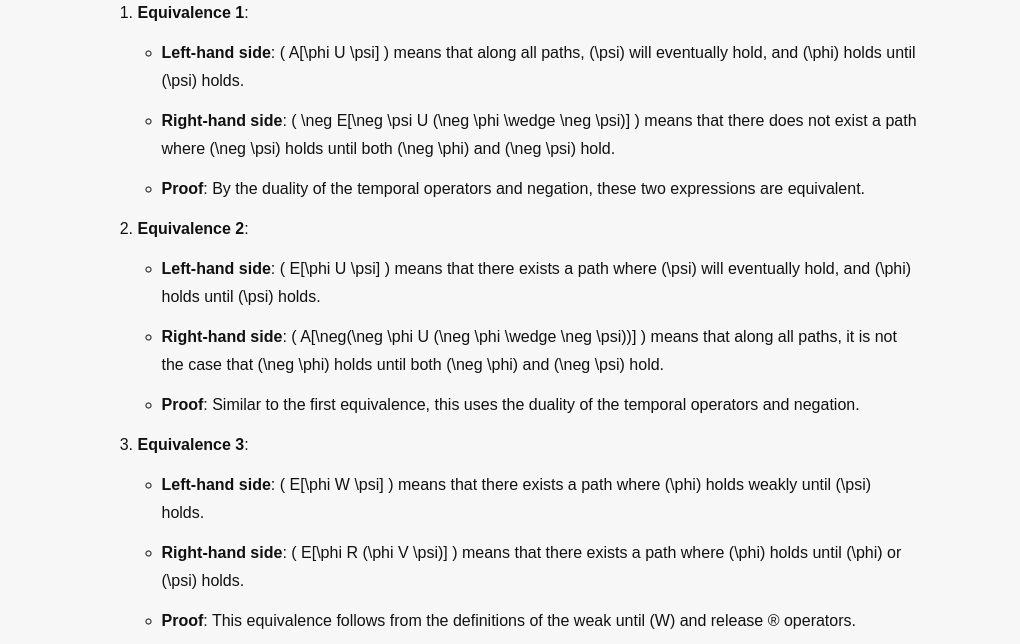 1. Equivalence 1:
◦ Left-hand side: ( A[\phi U \psi] ) means that along all paths, (\psi) will eventually hold, and (\phi) holds until
(\psi) holds.
◦ Right-hand side: ( \neg E[\neg \psi U (\neg \phi \wedge \neg \psi)] ) means that there does not exist a path
where (\neg \psi) holds until both (\neg \phi) and (\neg \psi) hold.
◦ Proof: By the duality of the temporal operators and negation, these two expressions are equivalent.
2. Equivalence 2:
◦ Left-hand side: ( E[\phi U \psi] ) means that there exists a path where (\psi) will eventually hold, and (\phi)
holds until (\psi) holds.
◦ Right-hand side: ( A[\neg(\neg \phi U (\neg \phi \wedge \neg \psi))] ) means that along all paths, it is not
the case that (\neg \phi) holds until both (\neg \phi) and (\neg \psi) hold.
◦ Proof: Similar to the first equivalence, this uses the duality of the temporal operators and negation.
3. Equivalence 3:
◦ Left-hand side: ( E[\phi W \psi] ) means that there exists a path where (\phi) holds weakly until (\psi)
holds.
◦ Right-hand side: ( E[\phi R (\phi V \psi)] ) means that there exists a path where (\phi) holds until (\phi) or
(\psi) holds.
◦ Proof: This equivalence follows from the definitions of the weak until (W) and release ® operators.